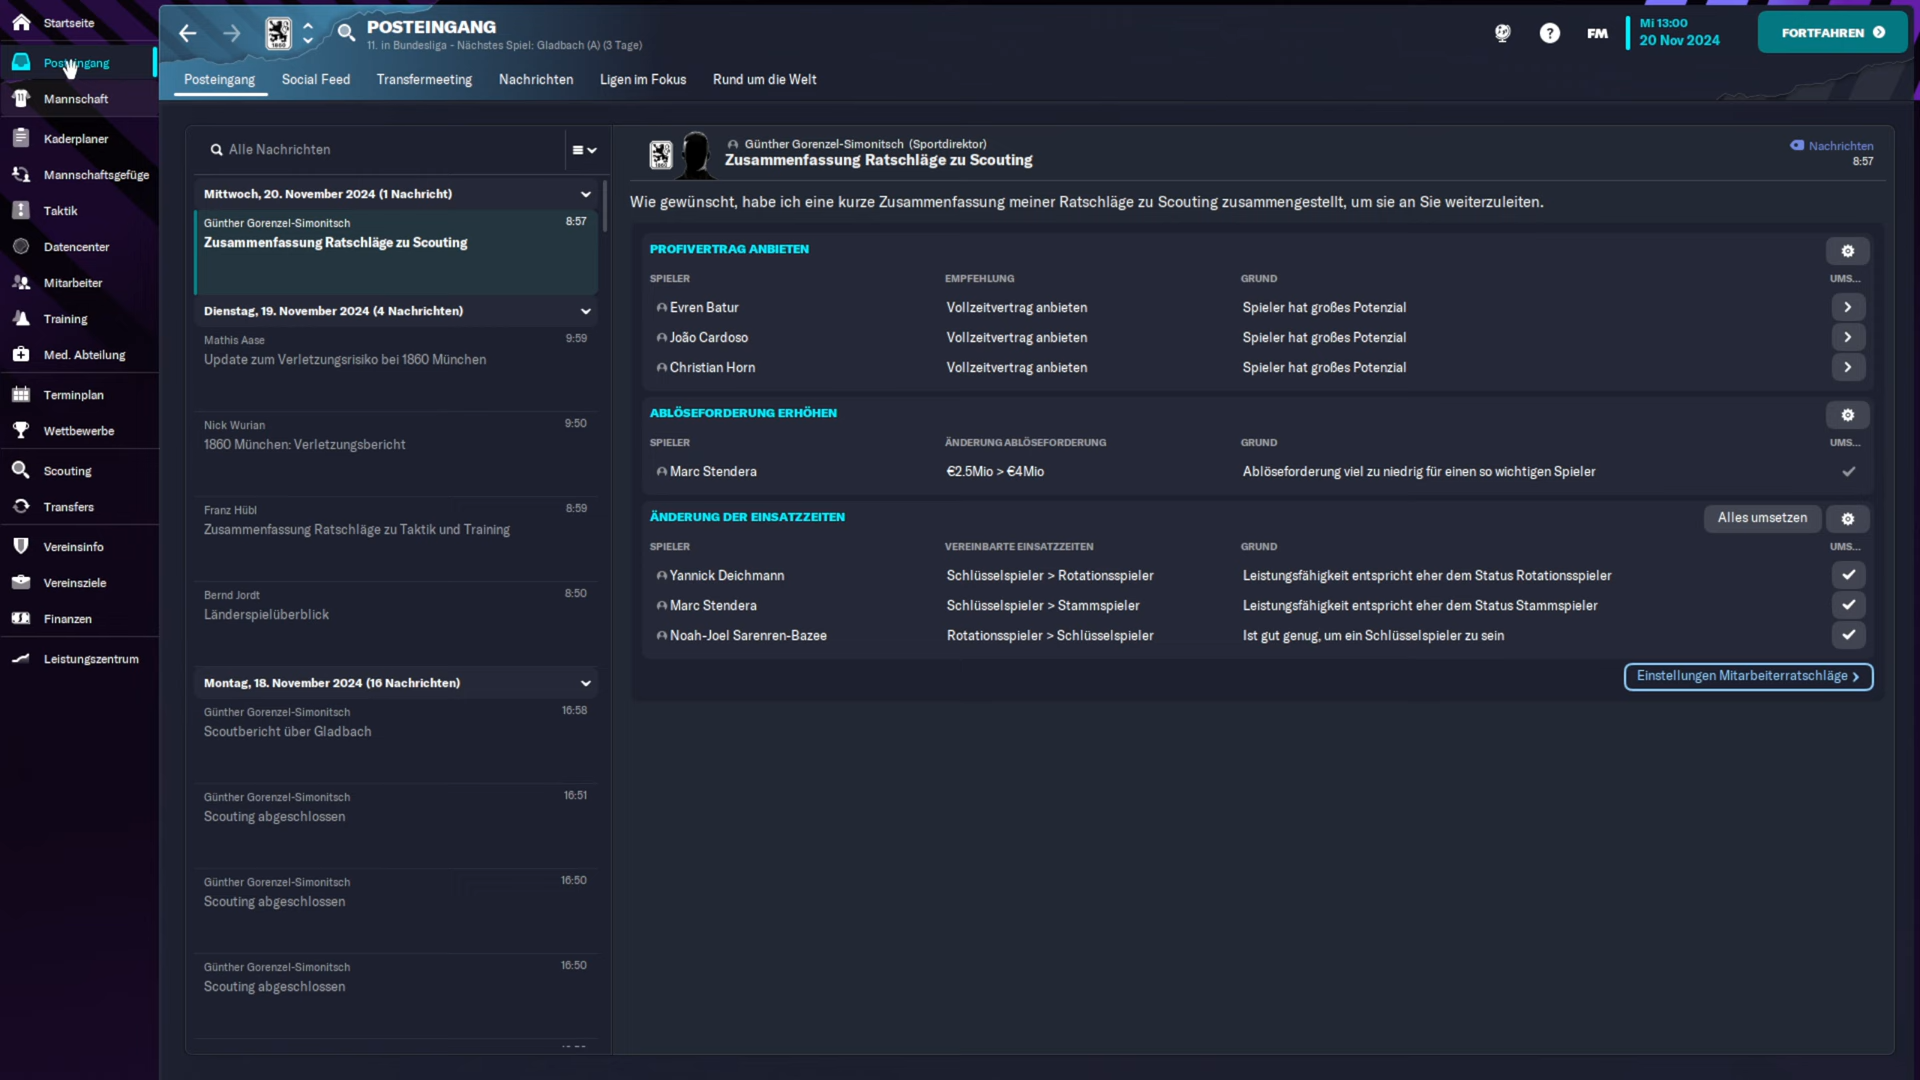 Startseite
Posteingang
Mannschaft
Kaderplaner
Mannschaftsgefüge
Taktik
Datencenter
Mitarbeiter
Training
Med. Abteilung
Terminplan
Wettbewerbe
Scouting
Transfers
Vereinsinfo
Vereinsziele
Finanzen
Leistungszentrum
POSTEINGANG
11. in Bundesliga - Nächstes Spiel: Gladbach (A) (3 Tage)
FM
Mi 13:00
20 Nov 2024
FORTFAHREN
Posteingang
Social Feed
Transfermeeting
Nachrichten
Ligen im Fokus
Rund um die Welt
Alle Nachrichten
Mittwoch, 20. November 2024 (1 Nachricht)
Günther Gorenzel-Simonitsch 8:57
Zusammenfassung Ratschläge zu Scouting
Dienstag, 19. November 2024 (4 Nachrichten)
Mathis Aase 9:59
Update zum Verletzungsrisiko bei 1860 München
Nick Wurian 9:50
1860 München: Verletzungsbericht
Franz Hübl 8:59
Zusammenfassung Ratschläge zu Taktik und Training
Bernd Jordt 8:50
Länderspielüberblick
Montag, 18. November 2024 (16 Nachrichten)
Günther Gorenzel-Simonitsch 16:58
Scoutbericht über Gladbach
Günther Gorenzel-Simonitsch 16:51
Scouting abgeschlossen
Günther Gorenzel-Simonitsch 16:50
Scouting abgeschlossen
Günther Gorenzel-Simonitsch 16:50
Scouting abgeschlossen
Günther Gorenzel-Simonitsch (Sportdirektor)
Zusammenfassung Ratschläge zu Scouting
Nachrichten
8:57
Wie gewünscht, habe ich eine kurze Zusammenfassung meiner Ratschläge zu Scouting zusammengestellt, um sie an Sie weiterzuleiten.
PROFIVERTRAG ANBIETEN
SPIELER EMPFEHLUNG GRUND UMS...
Evren Batur Vollzeitvertrag anbieten Spieler hat großes Potenzial
João Cardoso Vollzeitvertrag anbieten Spieler hat großes Potenzial
Christian Horn Vollzeitvertrag anbieten Spieler hat großes Potenzial
ABLÖSEFORDERUNG ERHÖHEN
SPIELER ÄNDERUNG ABLÖSEFORDERUNG GRUND UMS...
Marc Stendera €2.5Mio > €4Mio Ablöseforderung viel zu niedrig für einen so wichtigen Spieler
ÄNDERUNG DER EINSATZZEITEN Alles umsetzen
SPIELER VEREINBARTE EINSATZZEITEN GRUND UMS...
Yannick Deichmann Schlüsselspieler > Rotationsspieler Leistungsfähigkeit entspricht eher dem Status Rotationsspieler
Marc Stendera Schlüsselspieler > Stammspieler Leistungsfähigkeit entspricht eher dem Status Stammspieler
Noah-Joel Sarenren-Bazee Rotationsspieler > Schlüsselspieler Ist gut genug, um ein Schlüsselspieler zu sein
Einstellungen Mitarbeiterratschläge >